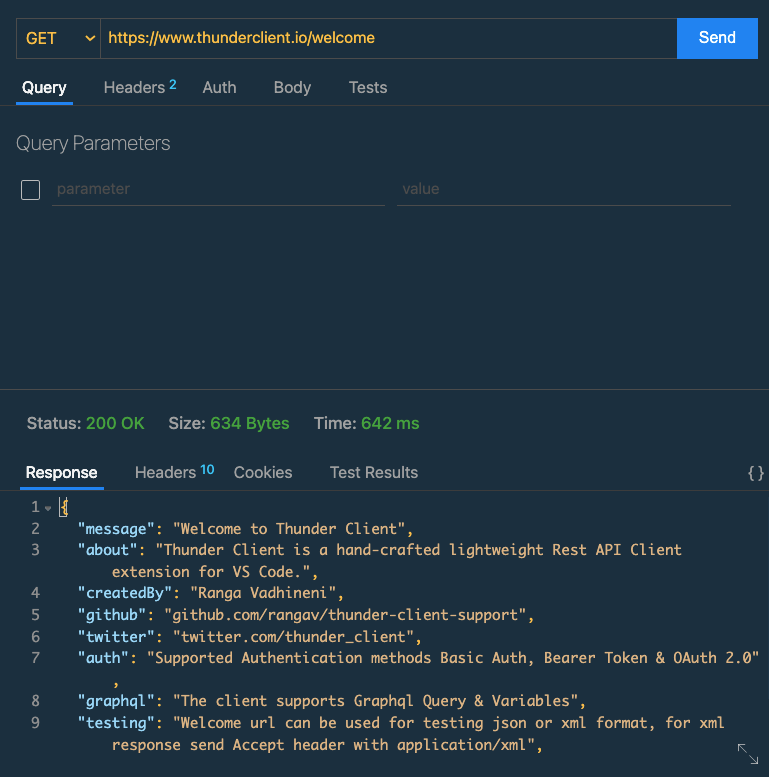 GET https://www.thunderclient.io/welcome Send
Query Headers 2 Auth Body Tests
Query Parameters
parameter value
Status: 200 OK Size: 634 Bytes Time: 642 ms
Response Headers 10 Cookies Test Results { }
1 {
2 "message": "Welcome to Thunder Client",
3 "about": "Thunder Client is a hand-crafted lightweight Rest API Client
extension for VS Code.",
4 "createdBy": "Ranga Vadhineni",
5 "github": "github.com/rangav/thunder-client-support",
6 "twitter": "twitter.com/thunder_client",
7 "auth": "Supported Authentication methods Basic Auth, Bearer Token & OAuth 2.0"
,
8 "graphql": "The client supports Graphql Query & Variables",
9 "testing": "Welcome url can be used for testing json or xml format, for xml
response send Accept header with application/xml",